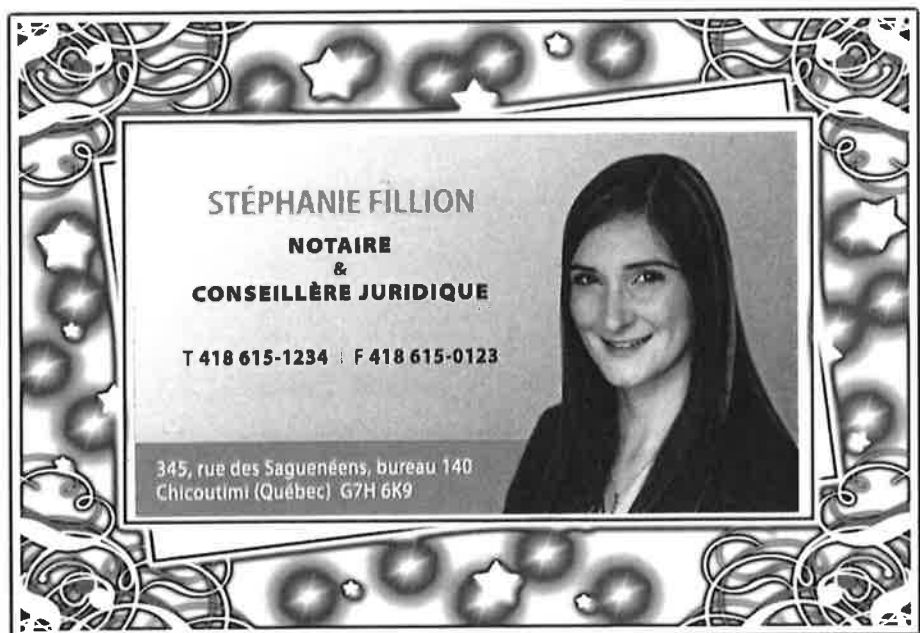 STÉPHANIE FILLION
NOTAIRE
&
CONSEILLÈRE JURIDIQUE
T 418 615-1234 | F 418 615-0123
345, rue des Saguenéens, bureau 140
Chicoutimi (Québec) G7H 6K9